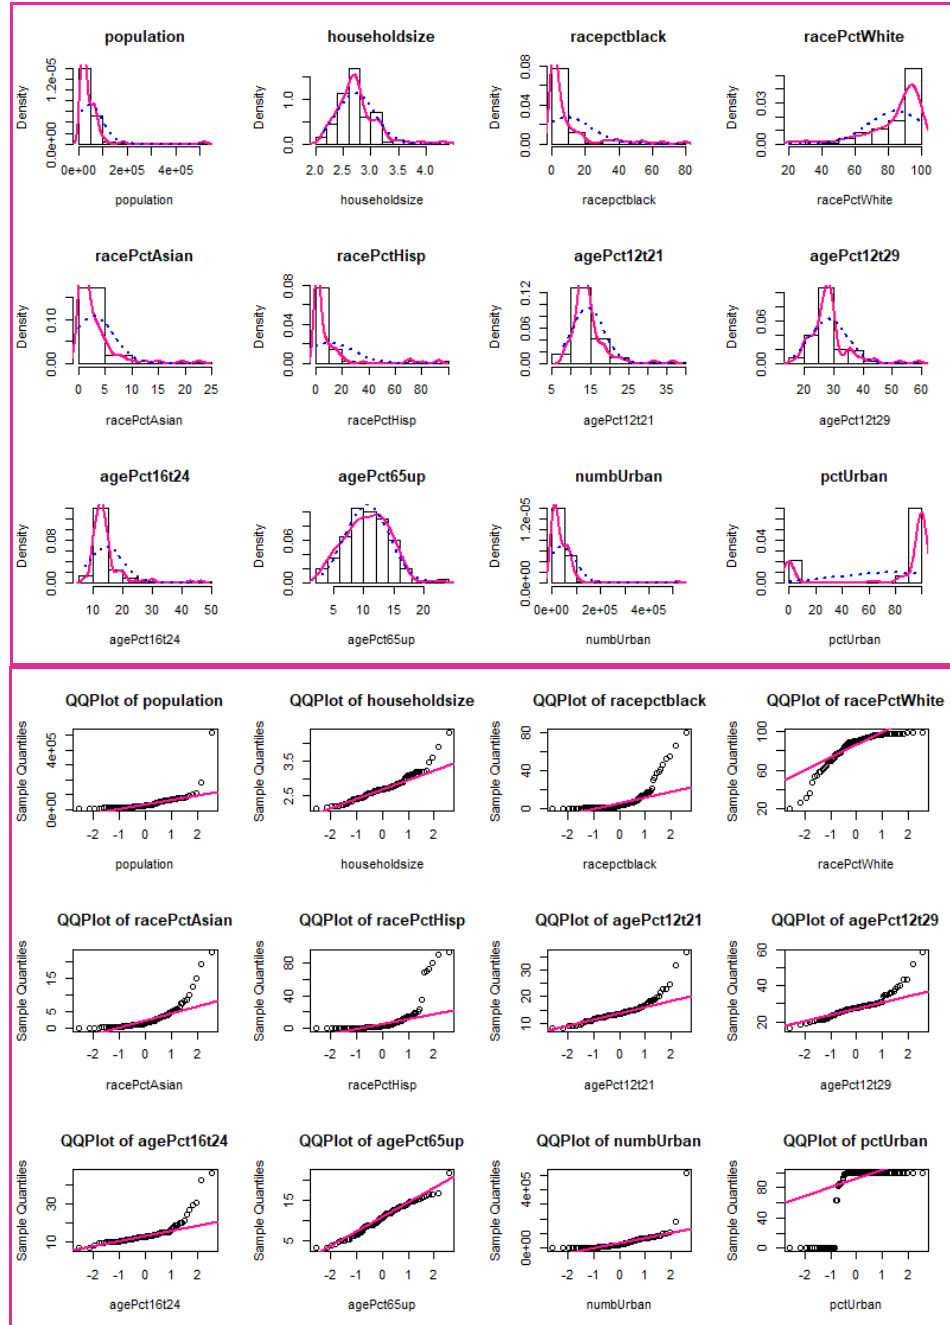 population householdsize racepctblack racePctWhite
Density 0.0e+00 1.2e-05 0e+00 2e+05 4e+05 population
Density 0.0 1.0 2.0 2.5 3.0 3.5 4.0 householdsize
Density 0.00 0.04 0.08 0 20 40 60 80 racepctblack
Density 0.00 0.03 20 40 60 80 100 racePctWhite
racePctAsian racePctHisp agePct12t21 agePct12t29
Density 0.00 0.10 0 5 10 15 20 25 racePctAsian
Density 0.00 0.04 0.08 0 20 40 60 80 racePctHisp
Density 0.00 0.06 0.12 5 15 25 35 agePct12t21
Density 0.00 0.06 20 30 40 50 60 agePct12t29
agePct16t24 agePct65up numbUrban pctUrban
Density 0.00 0.08 10 20 30 40 50 agePct16t24
Density 0.00 0.08 5 10 15 20 agePct65up
Density 0.0e+00 1.2e-05 0e+00 2e+05 4e+05 numbUrban
Density 0.00 0.04 0 20 40 60 80 pctUrban
QQPlot of population QQPlot of householdsize QQPlot of racepctblack QQPlot of racePctWhite
Sample Quantiles 0e+00 4e+05 -2 -1 0 1 2 population
Sample Quantiles 2.5 3.5 -2 -1 0 1 2 householdsize
Sample Quantiles 0 40 80 -2 -1 0 1 2 racepctblack
Sample Quantiles 20 60 100 -2 -1 0 1 2 racePctWhite
QQPlot of racePctAsian QQPlot of racePctHisp QQPlot of agePct12t21 QQPlot of agePct12t29
Sample Quantiles 0 5 15 -2 -1 0 1 2 racePctAsian
Sample Quantiles 0 40 80 -2 -1 0 1 2 racePctHisp
Sample Quantiles 10 20 30 -2 -1 0 1 2 agePct12t21
Sample Quantiles 20 40 60 -2 -1 0 1 2 agePct12t29
QQPlot of agePct16t24 QQPlot of agePct65up QQPlot of numbUrban QQPlot of pctUrban
Sample Quantiles 10 30 -2 -1 0 1 2 agePct16t24
Sample Quantiles 5 15 -2 -1 0 1 2 agePct65up
Sample Quantiles 0e+00 4e+05 -2 -1 0 1 2 numbUrban
Sample Quantiles 0 40 80 -2 -1 0 1 2 pctUrban